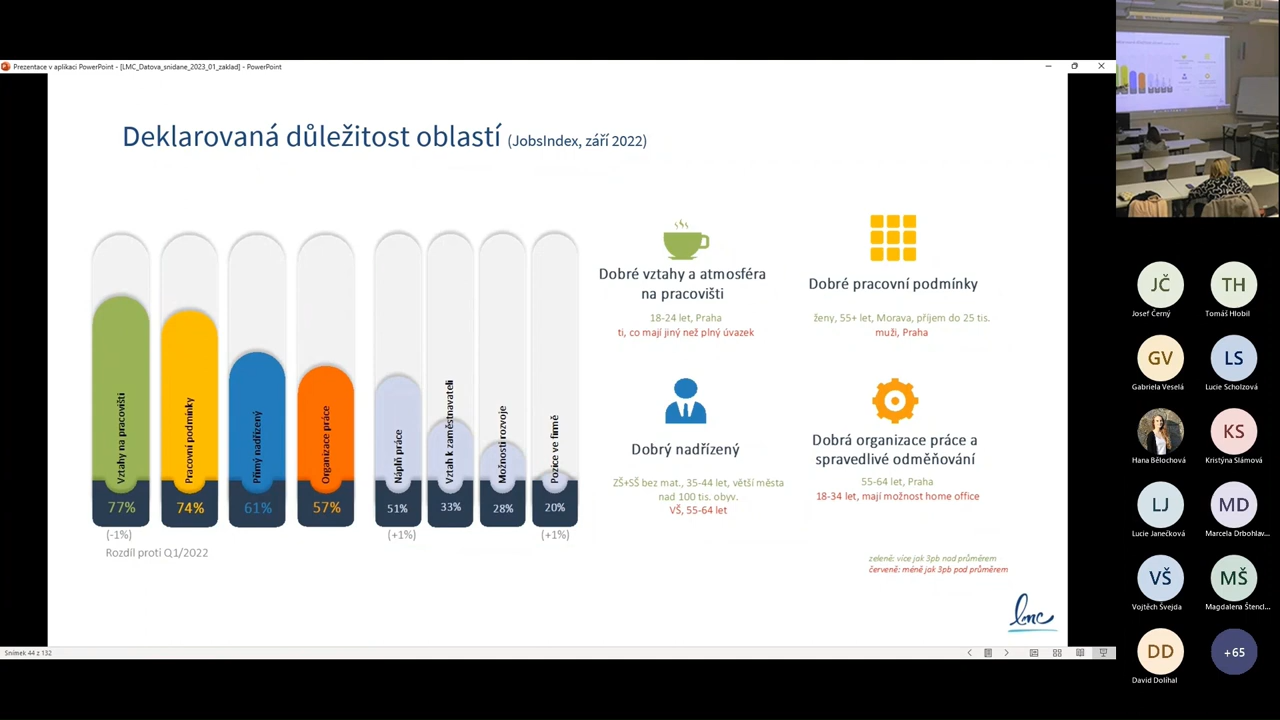 Prezentace v aplikaci PowerPoint - [LMC_Datova_snidane_2023_01_zaklad] - PowerPoint
Deklarovaná důležitost oblastí (JobsIndex, září 2022)
Vztahy na pracovišti
Pracovní podmínky
Přímý nadřízený
Organizace práce
Náplň práce
Vztah k zaměstnavateli
Možnosti rozvoje
Pozice ve firmě
77%
74%
61%
57%
51%
33%
28%
20%
(-1%)
(+1%)
(+1%)
Rozdíl proti Q1/2022
Dobré vztahy a atmosféra
na pracovišti
18-24 let, Praha
ti, co mají jiný než plný úvazek
Dobré pracovní podmínky
ženy, 55+ let, Morava, příjem do 25 tis.
muži, Praha
Dobrý nadřízený
ZŠ+SŠ bez mat., 35-44 let, větší města
nad 100 tis. obyv.
VŠ, 55-64 let
Dobrá organizace práce a
spravedlivé odměňování
55-64 let, Praha
18-34 let, mají možnost home office
zeleně: více jak 3pb nad průměrem
červeně: méně jak 3pb pod průměrem
lmc
Snímek 44 z 132
JČ
Josef Černý
TH
Tomáš Hlobil
GV
Gabriela Veselá
LS
Lucie Scholzová
Hana Bělochová
KS
Kristýna Slámová
LJ
Lucie Janečková
MD
Marcela Drbohlav...
VŠ
Vojtěch Švejda
MŠ
Magdalena Štencl...
DD
David Dolíhal
+65